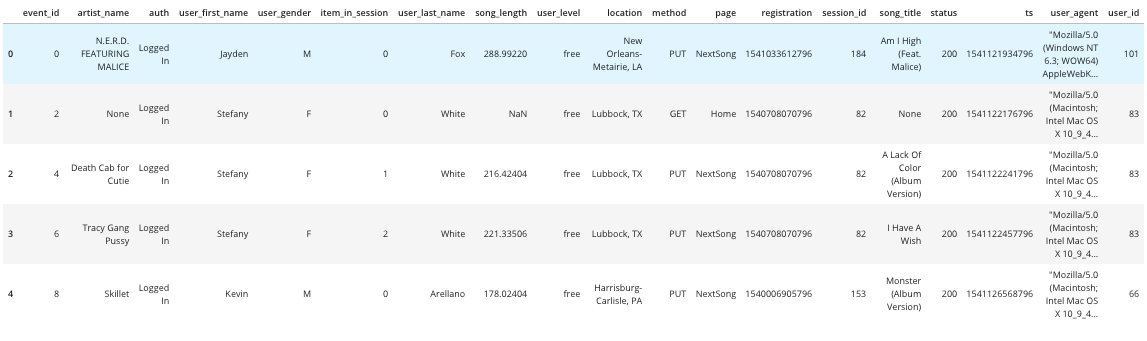 event_id artist_name auth user_first_name user_gender item_in_session user_last_name song_length user_level location method page registration session_id song_title status ts user_agent user_id
0 0 N.E.R.D. FEATURING MALICE Logged In Jayden M 0 Fox 288.99220 free New Orleans-Metairie, LA PUT NextSong 1541033612796 184 Am I High (Feat. Malice) 200 1541121934796 "Mozilla/5.0 (Windows NT 6.3; WOW64) AppleWebK... 101
1 2 None Logged In Stefany F 0 White NaN free Lubbock, TX GET Home 1540708070796 82 None 200 1541122176796 "Mozilla/5.0 (Macintosh; Intel Mac OS X 10_9_4... 83
2 4 Death Cab for Cutie Logged In Stefany F 1 White 216.42404 free Lubbock, TX PUT NextSong 1540708070796 82 A Lack Of Color (Album Version) 200 1541122241796 "Mozilla/5.0 (Macintosh; Intel Mac OS X 10_9_4... 83
3 6 Tracy Gang Pussy Logged In Stefany F 2 White 221.33506 free Lubbock, TX PUT NextSong 1540708070796 82 I Have A Wish 200 1541122457796 "Mozilla/5.0 (Macintosh; Intel Mac OS X 10_9_4... 83
4 8 Skillet Logged In Kevin M 0 Arellano 178.02404 free Harrisburg-Carlisle, PA PUT NextSong 1540006905796 153 Monster (Album Version) 200 1541126568796 "Mozilla/5.0 (Macintosh; Intel Mac OS X 10_9_4... 66